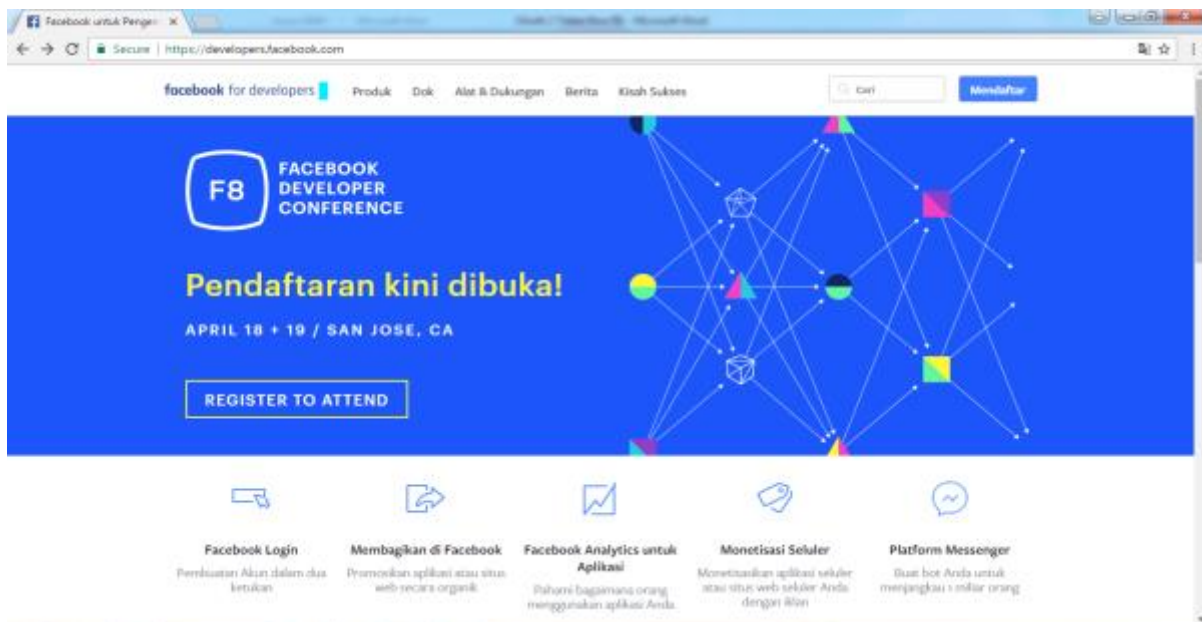 Facebook untuk Penge
Secure | https://developers.facebook.com
facebook for developers Produk Dok Alat & Dukungan Berita Kisah Sukses Cari Mendaftar
F8
FACEBOOK
DEVELOPER
CONFERENCE
Pendaftaran kini dibuka!
APRIL 18 + 19 / SAN JOSE, CA
REGISTER TO ATTEND
Facebook Login
Pembuatan Akun dalam dua
ketukan
Membagikan di Facebook
Promosikan aplikasi atau situs
web secara organik
Facebook Analytics untuk
Aplikasi
Pahami bagaimana orang
menggunakan aplikasi Anda
Monetisasi Seluler
Monetisasikan aplikasi seluler
atau situs web seluler Anda
dengan iklan
Platform Messenger
Buat bot Anda untuk
menjangkau 1 miliar orang